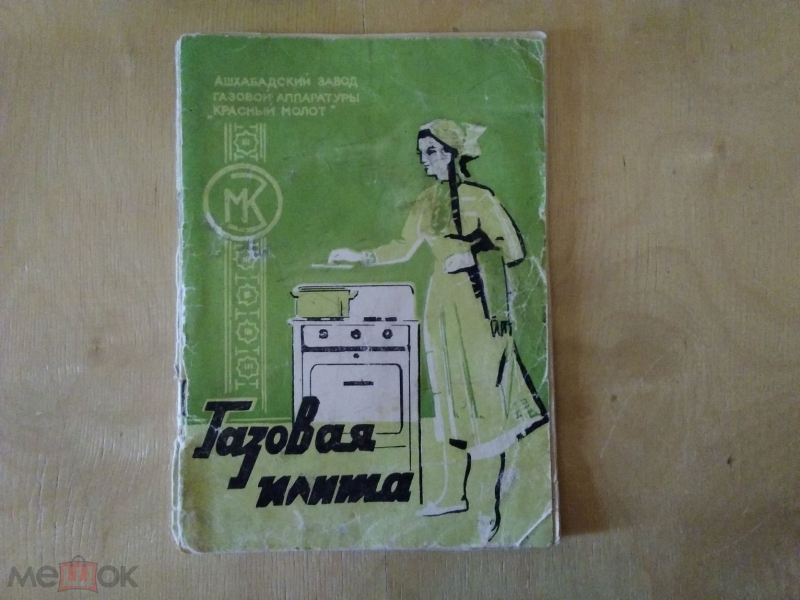 АШХАБАДСКИЙ ЗАВОД
ГАЗОВОЙ АППАРАТУРЫ
„КРАСНЫЙ МОЛОТ"
МК
Газовая
плита
мешок